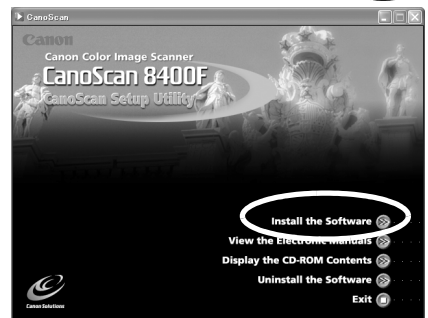 CanoScan
Canon
Canon Color Image Scanner
CanoScan 8400F
CanoScan Setup Utility
Install the Software
View the Electronic Manuals
Display the CD-ROM Contents
Uninstall the Software
Exit
Canon Solutions